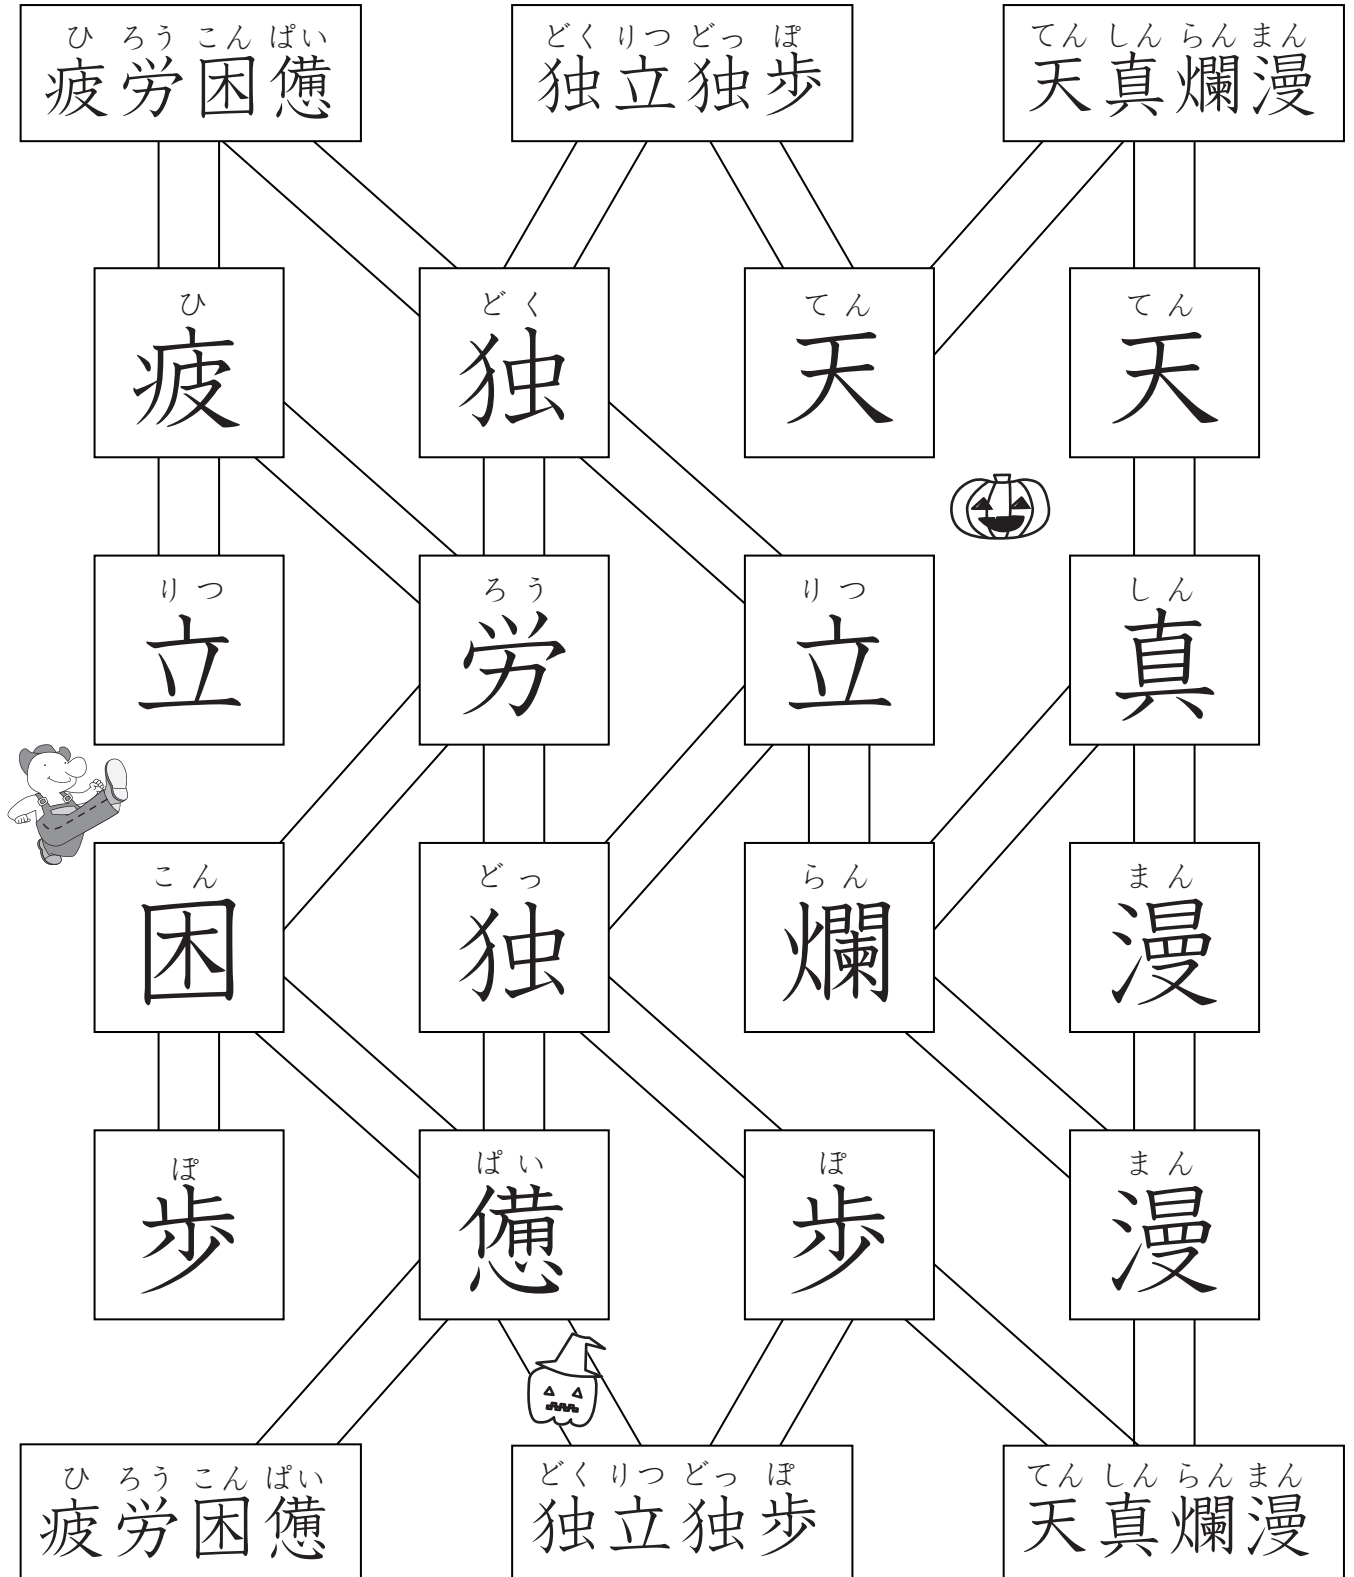 ひ ろう こん ぱい どく りつ どっ ぽ てん しん らん まん
疲労困憊 独立独歩 天真爛漫
ひ どく てん てん
疲 独 天 天
りつ ろう りつ しん
立 労 立 真
こん どっ らん まん
困 独 爛 漫
ぽ ぱい ぽ まん
歩 憊 歩 漫
ひ ろう こん ぱい どく りつ どっ ぽ てん しん らん まん
疲労困憊 独立独歩 天真爛漫